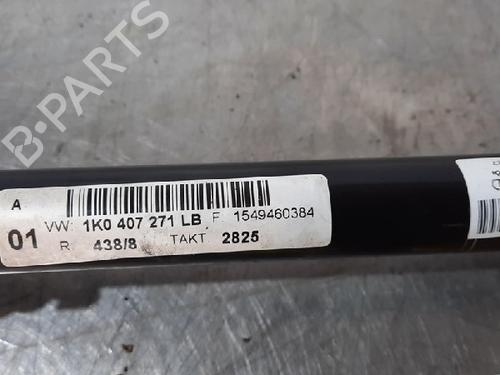 B-PARTS
A
01 VW: 1K0 407 271 LB F: 1549460384
R 438/8 TAKT 2825